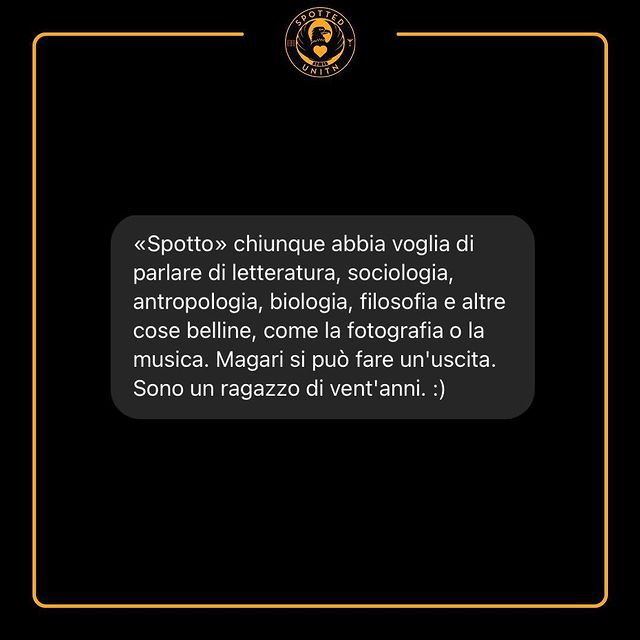 SPOTTED
UNITN
«Spotto» chiunque abbia voglia di
parlare di letteratura, sociologia,
antropologia, biologia, filosofia e altre
cose belline, come la fotografia o la
musica. Magari si può fare un'uscita.
Sono un ragazzo di vent'anni. :)